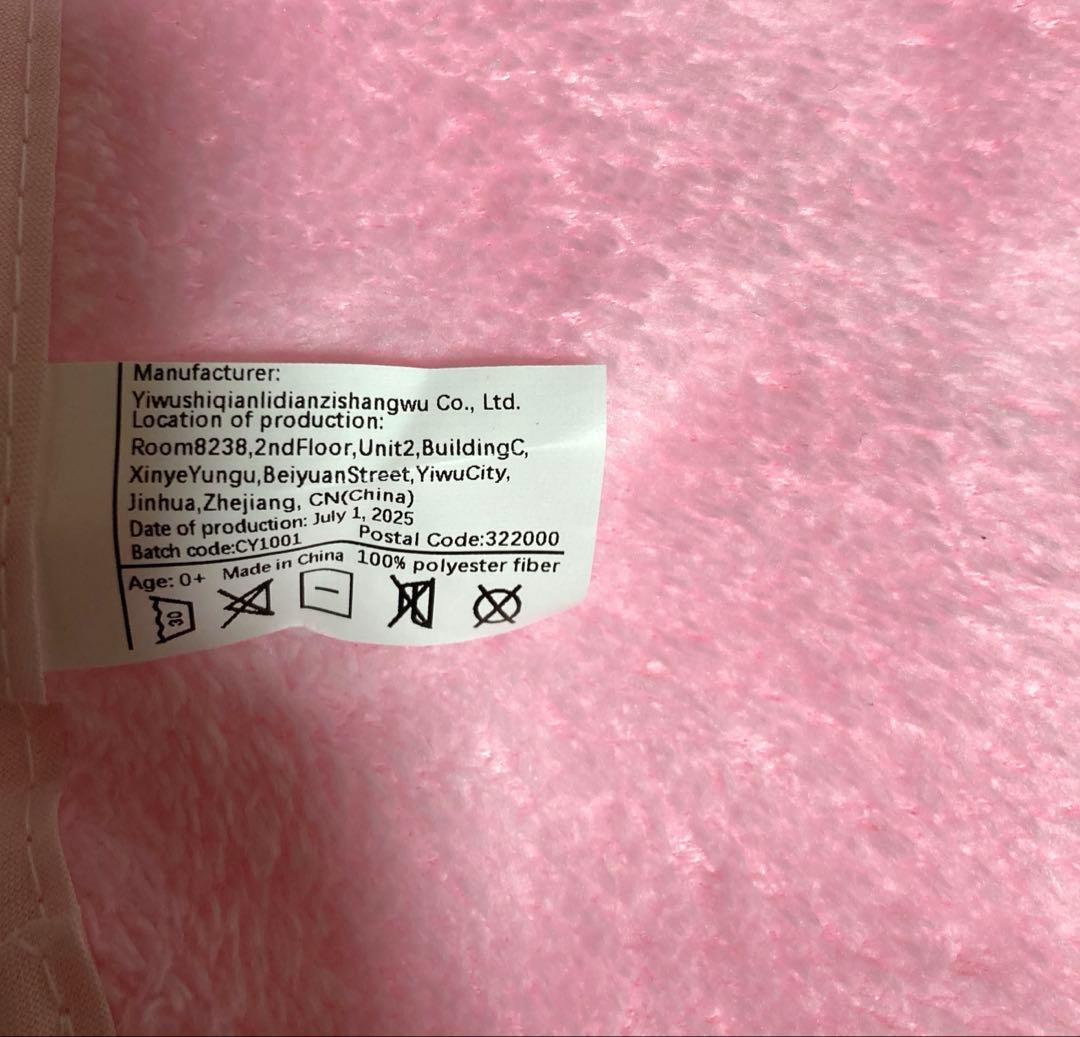 Manufacturer:
Yiwushiqianlidianzishangwu Co., Ltd.
Location of production:
Room8238,2ndFloor,Unit2,BuildingC,
XinyeYungu,BeiyuanStreet,YiwuCity,
Jinhua,Zhejiang, CN(China)
Date of production: July 1, 2025
Batch code:CY1001 Postal Code:322000
Age: 0+ Made in China 100% polyester fiber
30